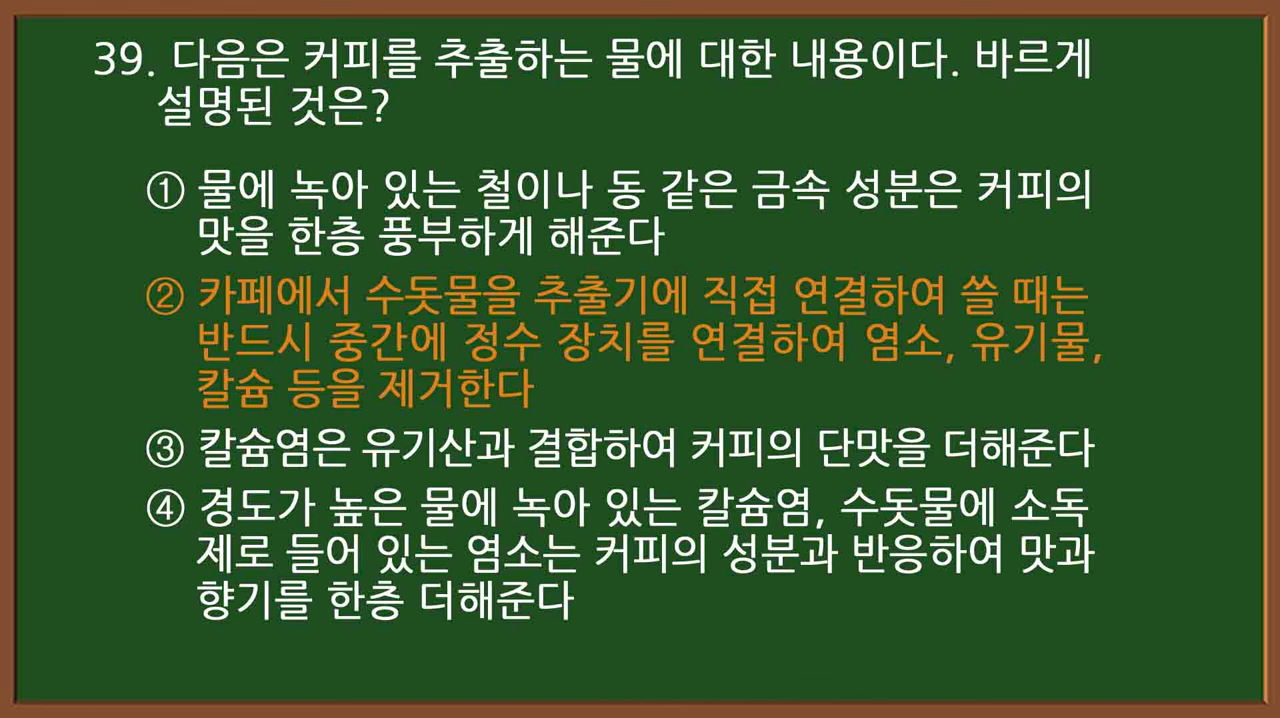 39. 다음은 커피를 추출하는 물에 대한 내용이다. 바르게
설명된 것은?
① 물에 녹아 있는 철이나 동 같은 금속 성분은 커피의
맛을 한층 풍부하게 해준다
② 카페에서 수돗물을 추출기에 직접 연결하여 쓸 때는
반드시 중간에 정수 장치를 연결하여 염소, 유기물,
칼슘 등을 제거한다
③ 칼슘염은 유기산과 결합하여 커피의 단맛을 더해준다
④ 경도가 높은 물에 녹아 있는 칼슘염, 수돗물에 소독
제로 들어 있는 염소는 커피의 성분과 반응하여 맛과
향기를 한층 더해준다